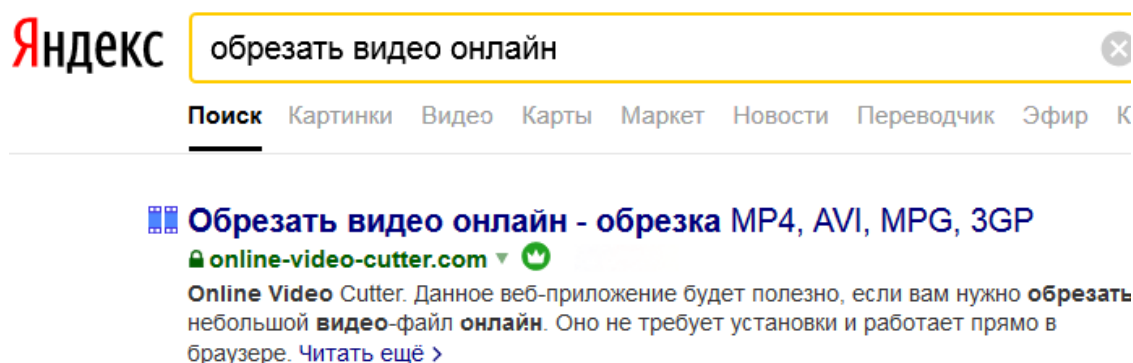 Яндекс обрезать видео онлайн
Поиск Картинки Видео Карты Маркет Новости Переводчик Эфир К
Обрезать видео онлайн - обрезка MP4, AVI, MPG, 3GP
online-video-cutter.com
Online Video Cutter. Данное веб-приложение будет полезно, если вам нужно обрезать
небольшой видео-файл онлайн. Оно не требует установки и работает прямо в
браузере. Читать ещё >